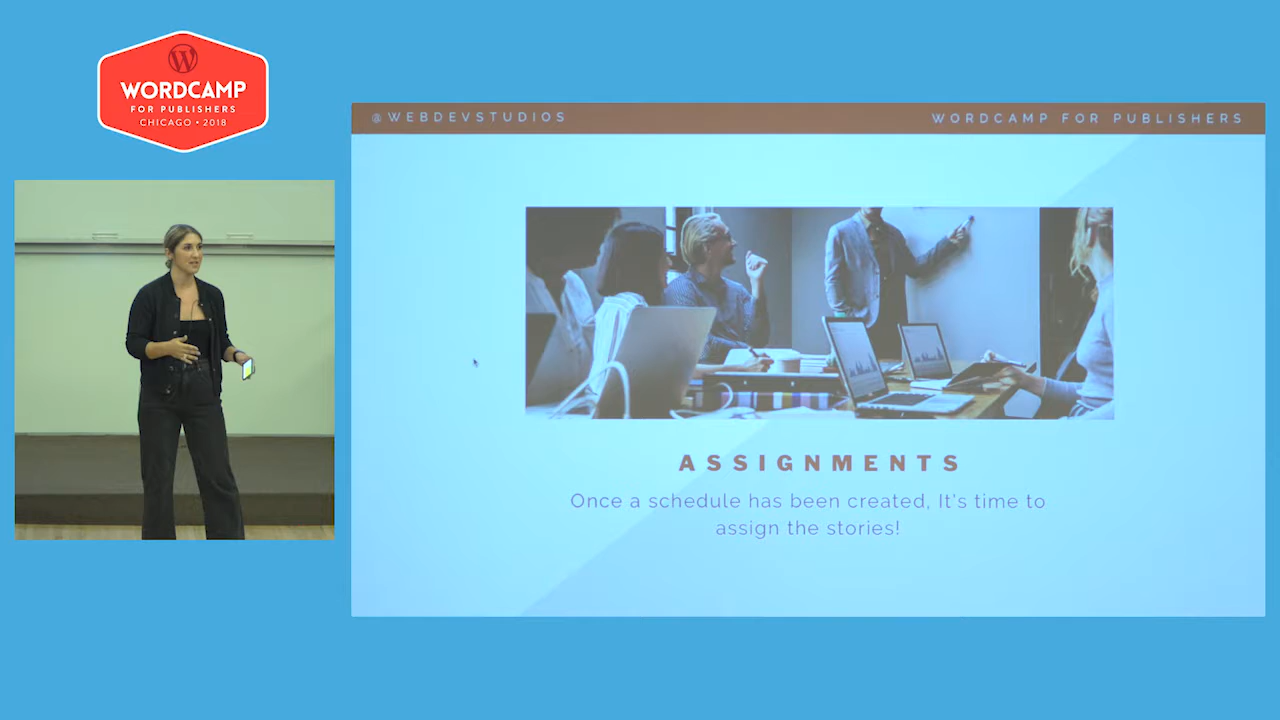 WORDCAMP
FOR PUBLISHERS
CHICAGO • 2018
@WEBDEVSTUDIOS
WORDCAMP FOR PUBLISHERS
ASSIGNMENTS
Once a schedule has been created, It's time to
assign the stories!